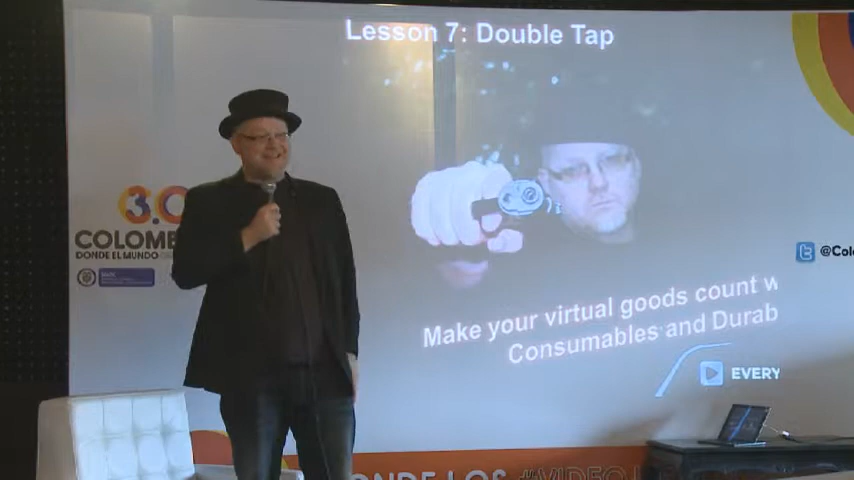 Lesson 7: Double Tap
3.0
COLOMB
DONDE EL MUNDO
Make your virtual goods count w
Consumables and Durab
@Colo
EVERY
DONDE LOS #VIDEO